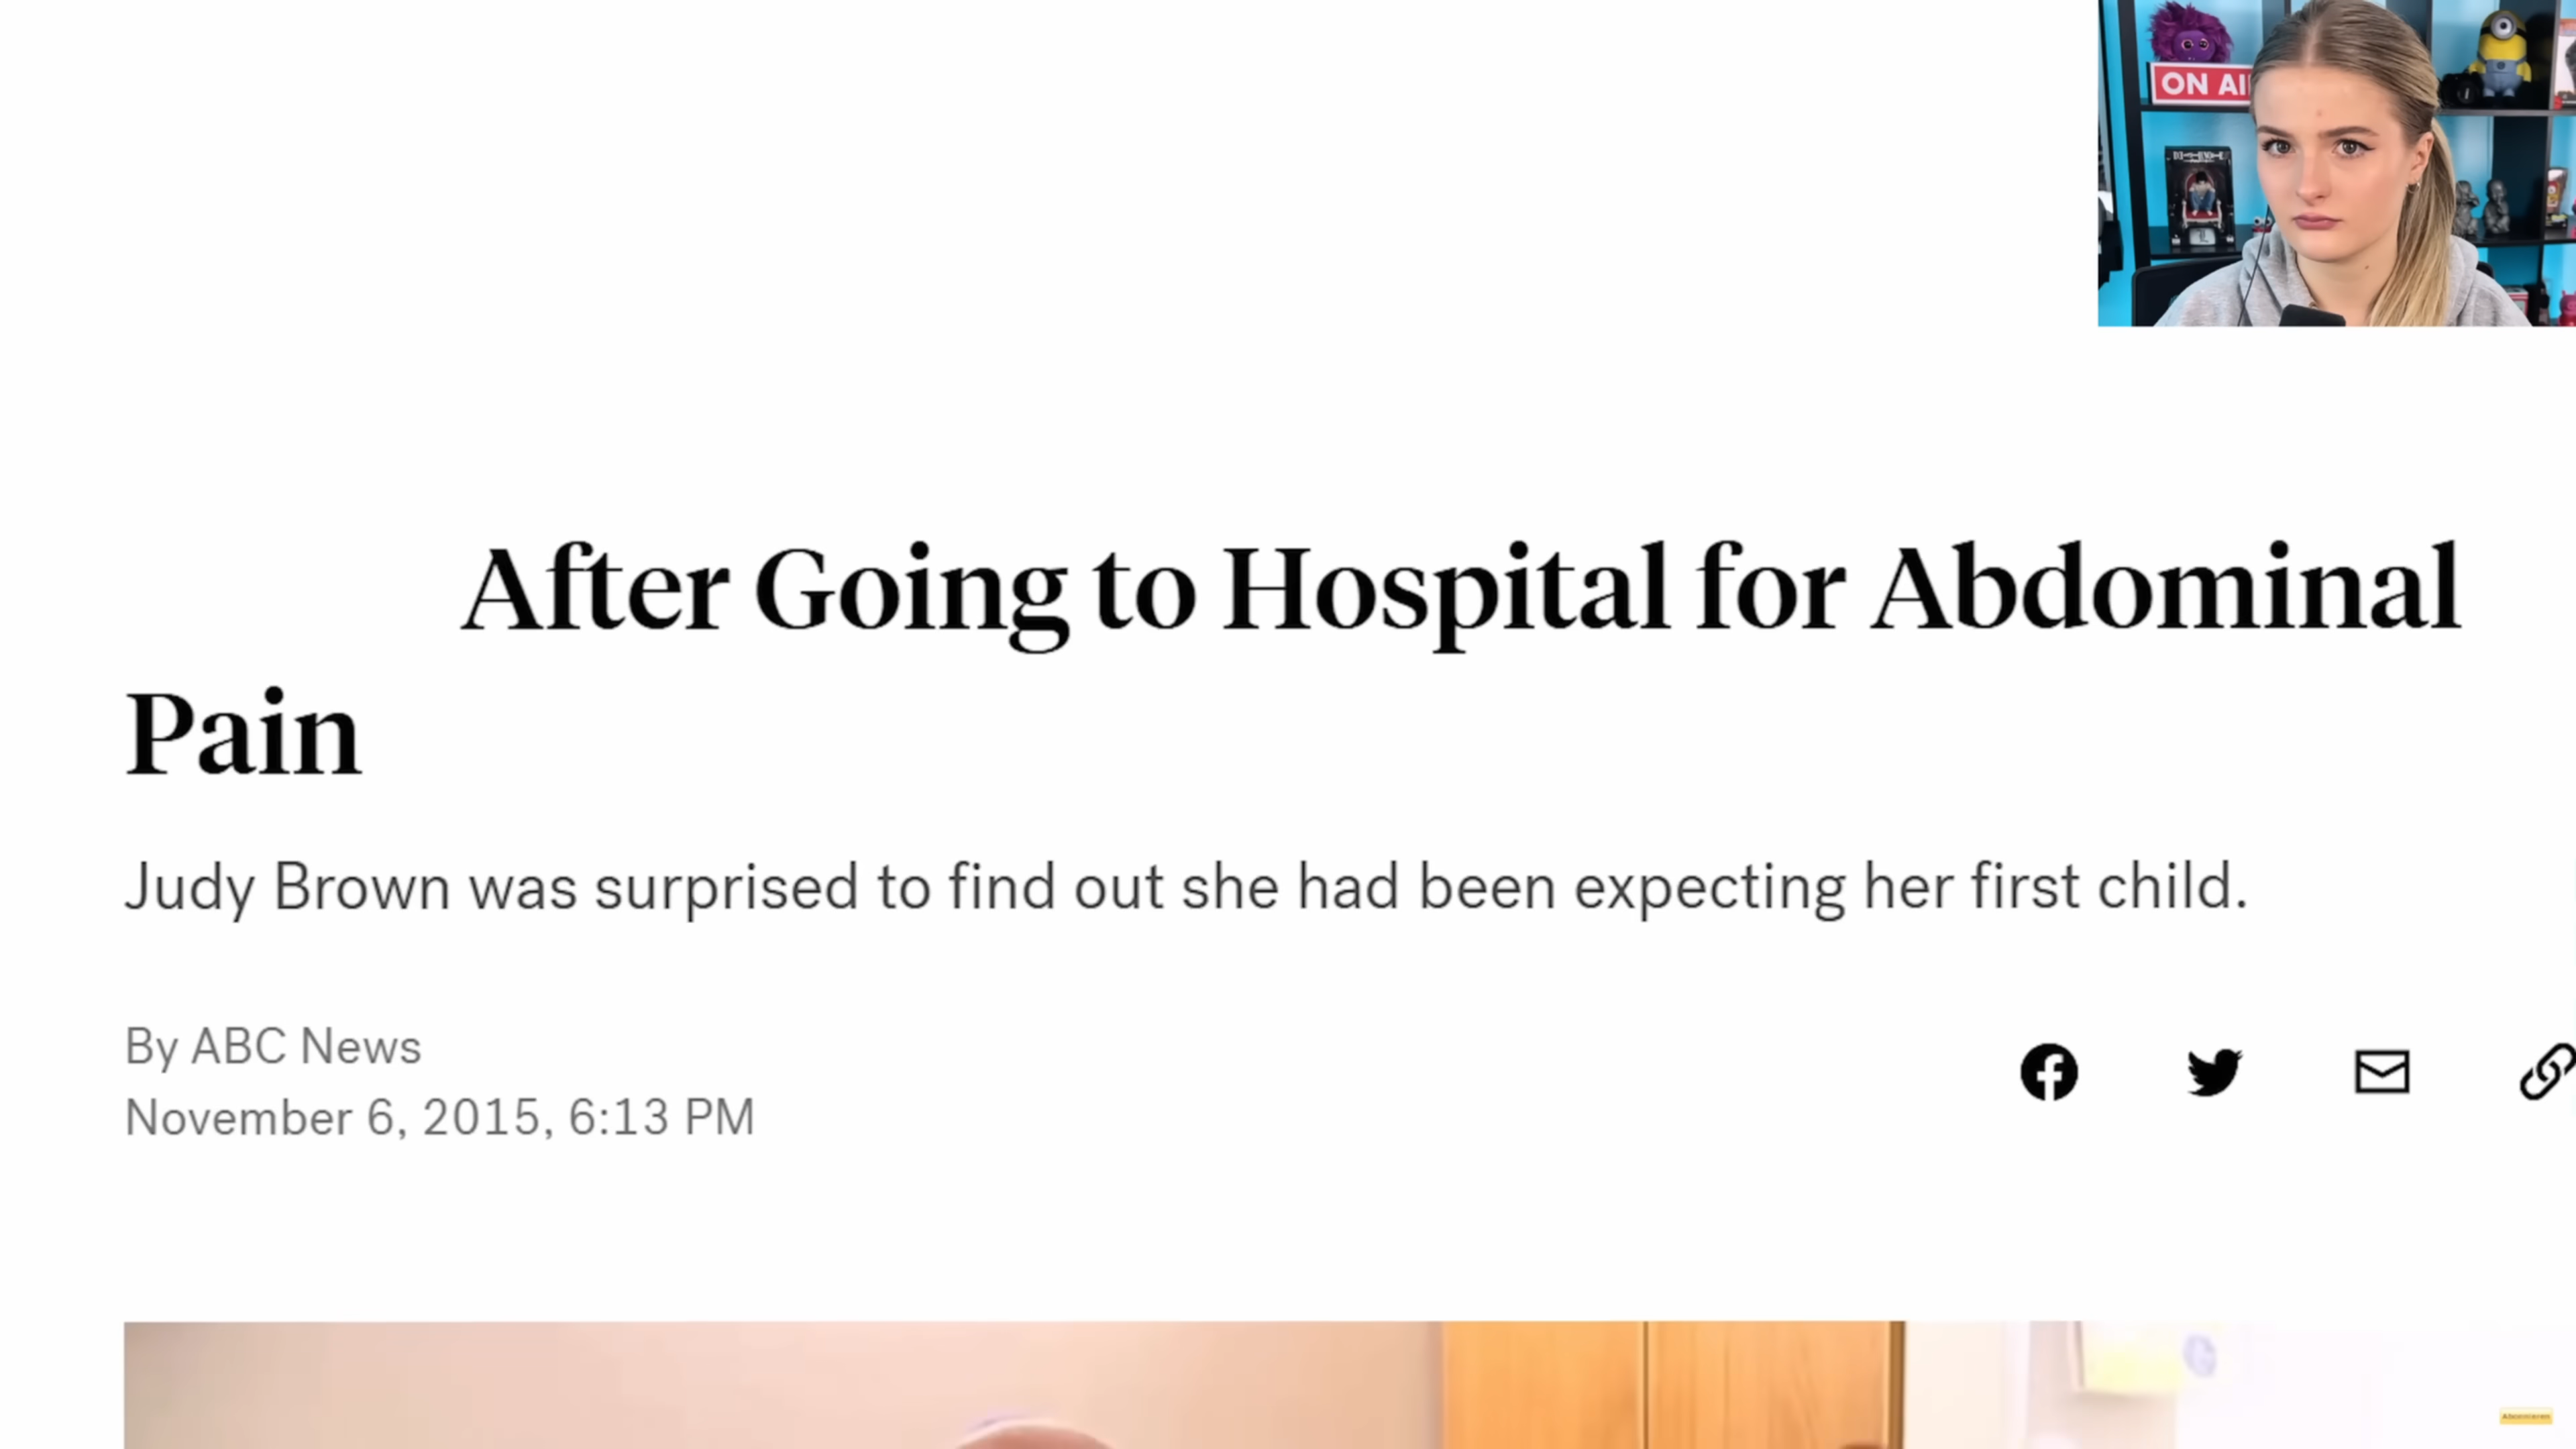 ON AI
After Going to Hospital for Abdominal
Pain
Judy Brown was surprised to find out she had been expecting her first child.
By ABC News
November 6, 2015, 6:13 PM
Abonnieren